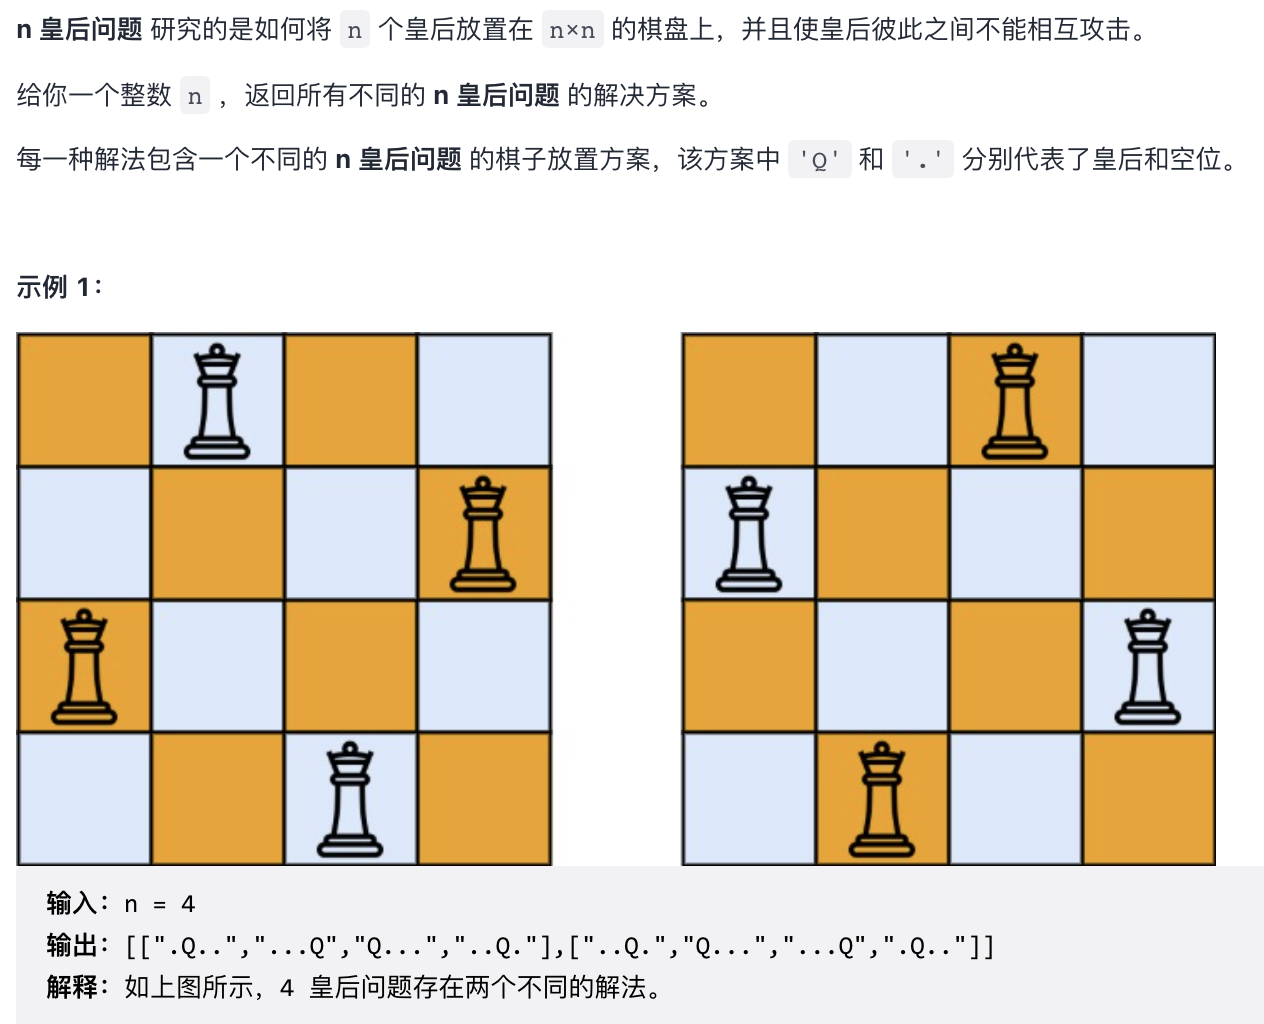 n 皇后问题 研究的是如何将 n 个皇后放置在 n×n 的棋盘上，并且使皇后彼此之间不能相互攻击。
给你一个整数 n ，返回所有不同的 n 皇后问题 的解决方案。
每一种解法包含一个不同的 n 皇后问题 的棋子放置方案，该方案中 'Q' 和 '.' 分别代表了皇后和空位。
示例 1：
输入：n = 4
输出：[[".Q..","...Q","Q...","..Q."],["..Q.","Q...","...Q",".Q.."]]
解释：如上图所示，4 皇后问题存在两个不同的解法。